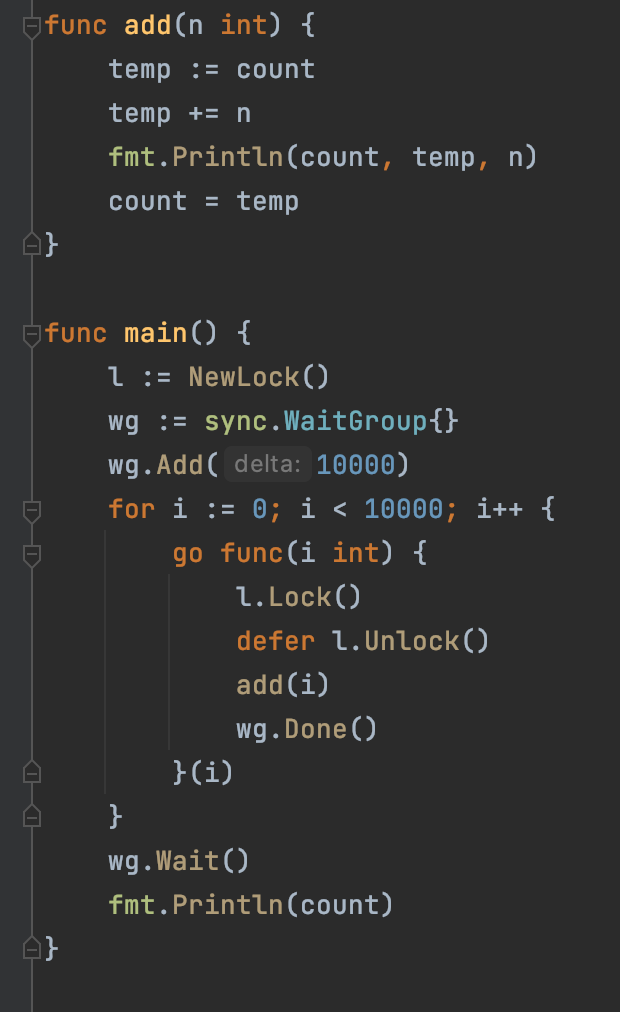 func add(n int) {
    temp := count
    temp += n
    fmt.Println(count, temp, n)
    count = temp
}

func main() {
    l := NewLock()
    wg := sync.WaitGroup{}
    wg.Add( delta: 10000)
    for i := 0; i < 10000; i++ {
        go func(i int) {
            l.Lock()
            defer l.Unlock()
            add(i)
            wg.Done()
        }(i)
    }
    wg.Wait()
    fmt.Println(count)
}